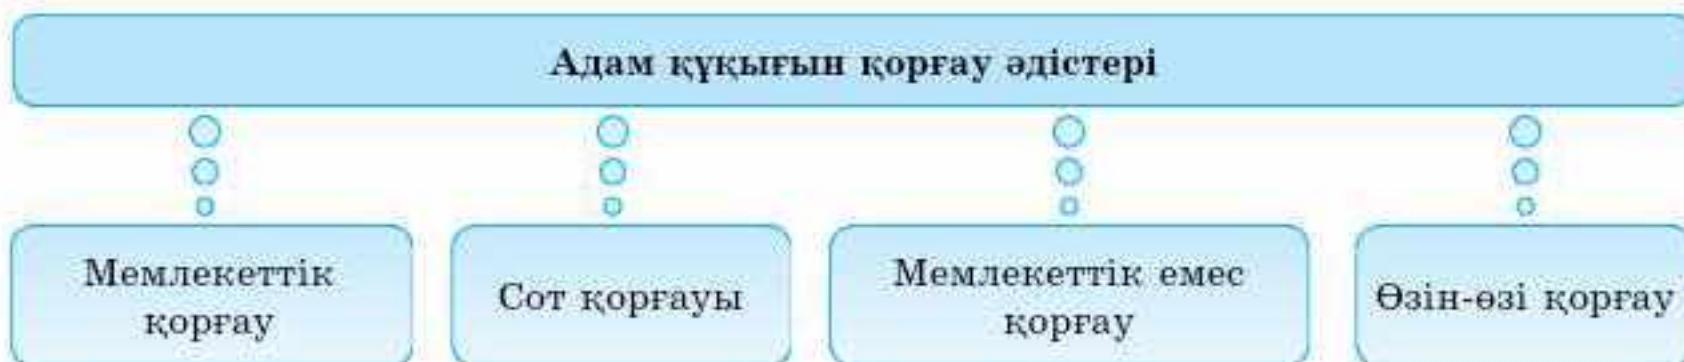 Адам құқығын қорғау әдістері
Мемлекеттік
қорғау
Сот қорғауы
Мемлекеттік емес
қорғау
Өзін-өзі қорғау